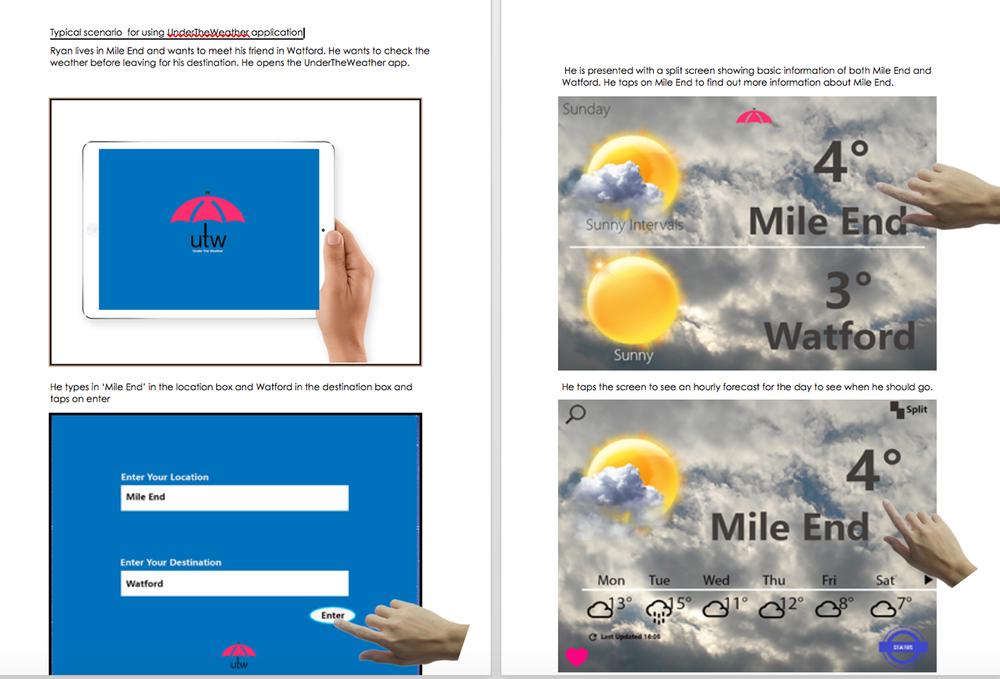 Typical scenario  for using UnderTheWeather application
Ryan lives in Mile End and wants to meet his friend in Watford. He wants to check the
weather before leaving for his destination. He opens the UnderTheWeather app.
utw
Under The Weather
He types in ‘Mile End’ in the location box and Watford in the destination box and
taps on enter
Enter Your Location
Mile End
Enter Your Destination
Watford
Enter
utw
He is presented with a split screen showing basic information of both Mile End and
Watford. He taps on Mile End to find out more information about Mile End.
Sunday
4°
Mile End
Sunny Intervals
3°
Watford
Sunny
He taps the screen to see an hourly forecast for the day to see when he should go.
Split
4°
Mile End
Mon Tue Wed Thu Fri Sat
13° 15° 11° 12° 8° 7°
Last Updated 16:05
STATUS